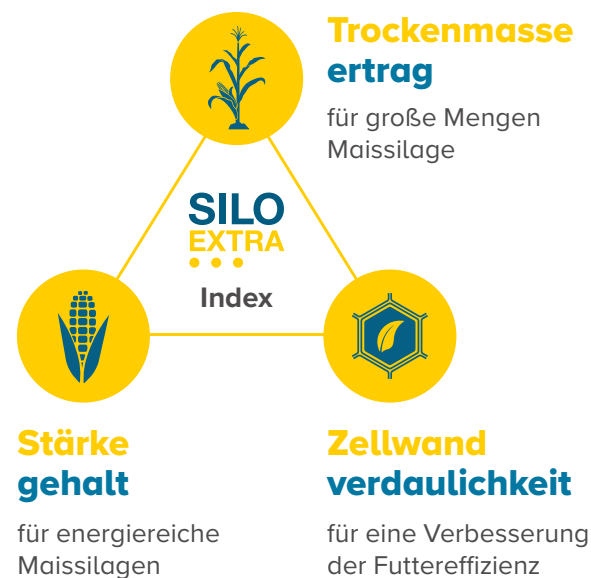 Trockenmasse
ertrag
für große Mengen
Maissilage
SILO
EXTRA
Index
Stärke
gehalt
für energiereiche
Maissilagen
Zellwand
verdaulichkeit
für eine Verbesserung
der Futtereffizienz